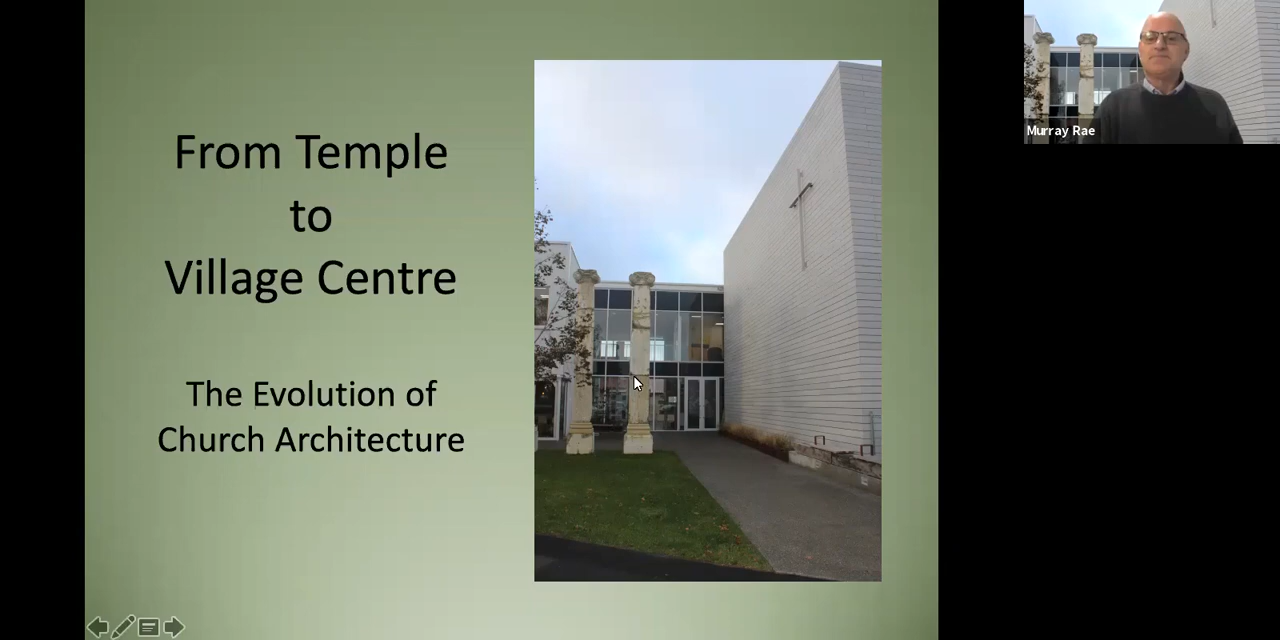 From Temple
to
Village Centre
The Evolution of
Church Architecture
Murray Rae